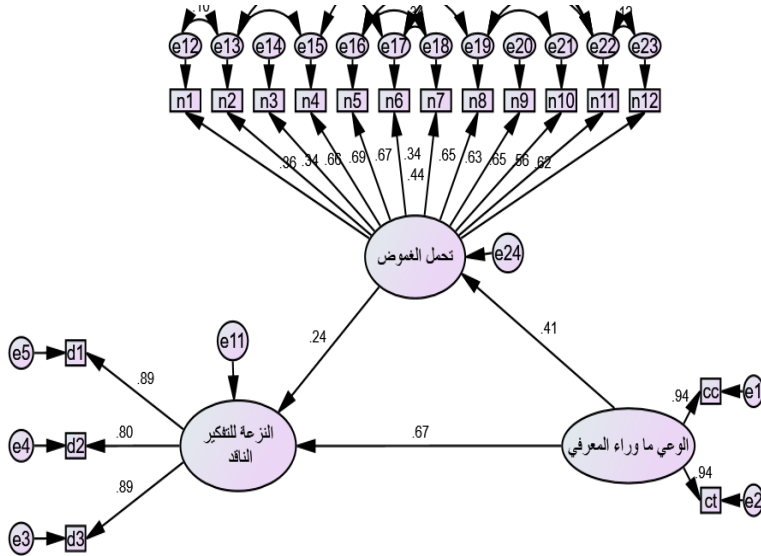 .10
e12 e13 e14 e15 e16 e17 e18 e19 e20 e21 e22 e23
n1 n2 n3 n4 n5 n6 n7 n8 n9 n10 n11 n12
.36 .34 .66 .69 .67 .34 .44 .65 .63 .65 .56 .62
تحمل الغموض
e24
.24
.41
e11
e5 d1
.89
e4 d2
.80
e3 d3
.89
النزعة للتفكير
الناقد
.67
الوعي ما وراء المعرفي
.94
cc e1
.94
ct e2